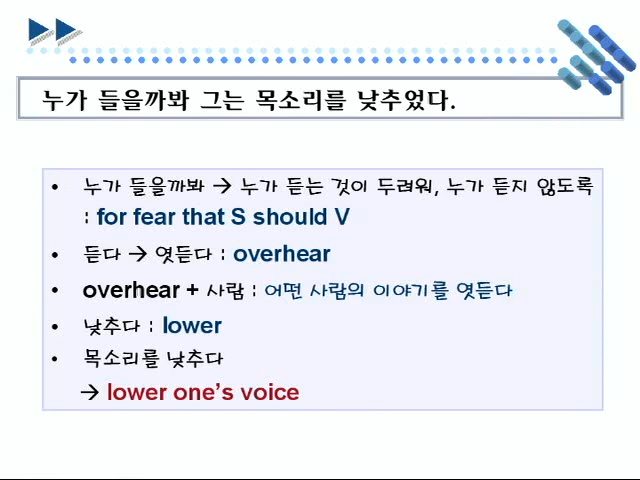 누가 들을까봐 그는 목소리를 낮추었다.
• 누가 들을까봐 → 누가 듣는 것이 두려워, 누가 듣지 않도록
: for fear that S should V
• 듣다 → 엿듣다 : overhear
• overhear + 사람 : 어떤 사람의 이야기를 엿듣다
• 낮추다 : lower
• 목소리를 낮추다
→ lower one’s voice